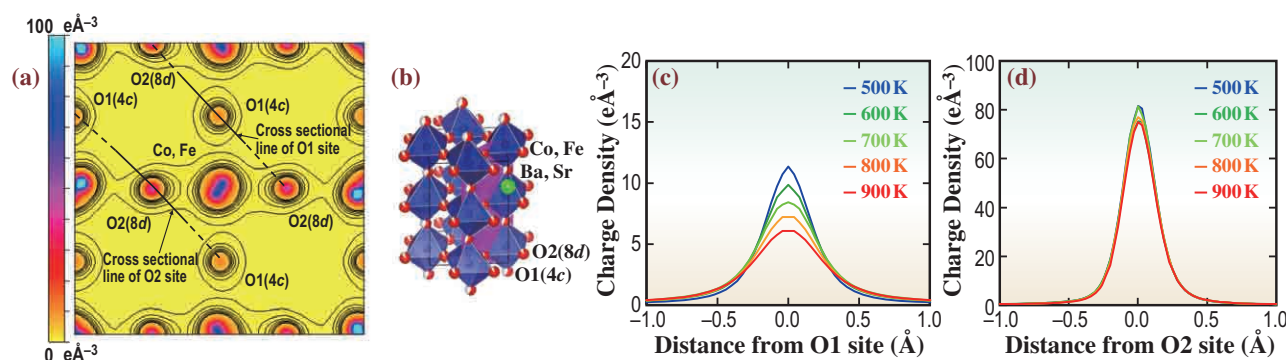 100 eÅ⁻³
0 eÅ⁻³
(a)
O2(8d)
O1(4c)
O1(4c)
Cross sectional
line of O1 site
Co, Fe
O2(8d)
O2(8d)
Cross sectional
line of O2 site
O1(4c)
(b)
Co, Fe
Ba, Sr
O2(8d)
O1(4c)
(c)
Charge Density (eÅ⁻³)
20
15
10
5
0
500 K
600 K
700 K
800 K
900 K
−1.0
−0.5
0.0
0.5
1.0
Distance from O1 site (Å)
(d)
Charge Density (eÅ⁻³)
100
80
60
40
20
0
500 K
600 K
700 K
800 K
900 K
−1.0
−0.5
0.0
0.5
1.0
Distance from O2 site (Å)